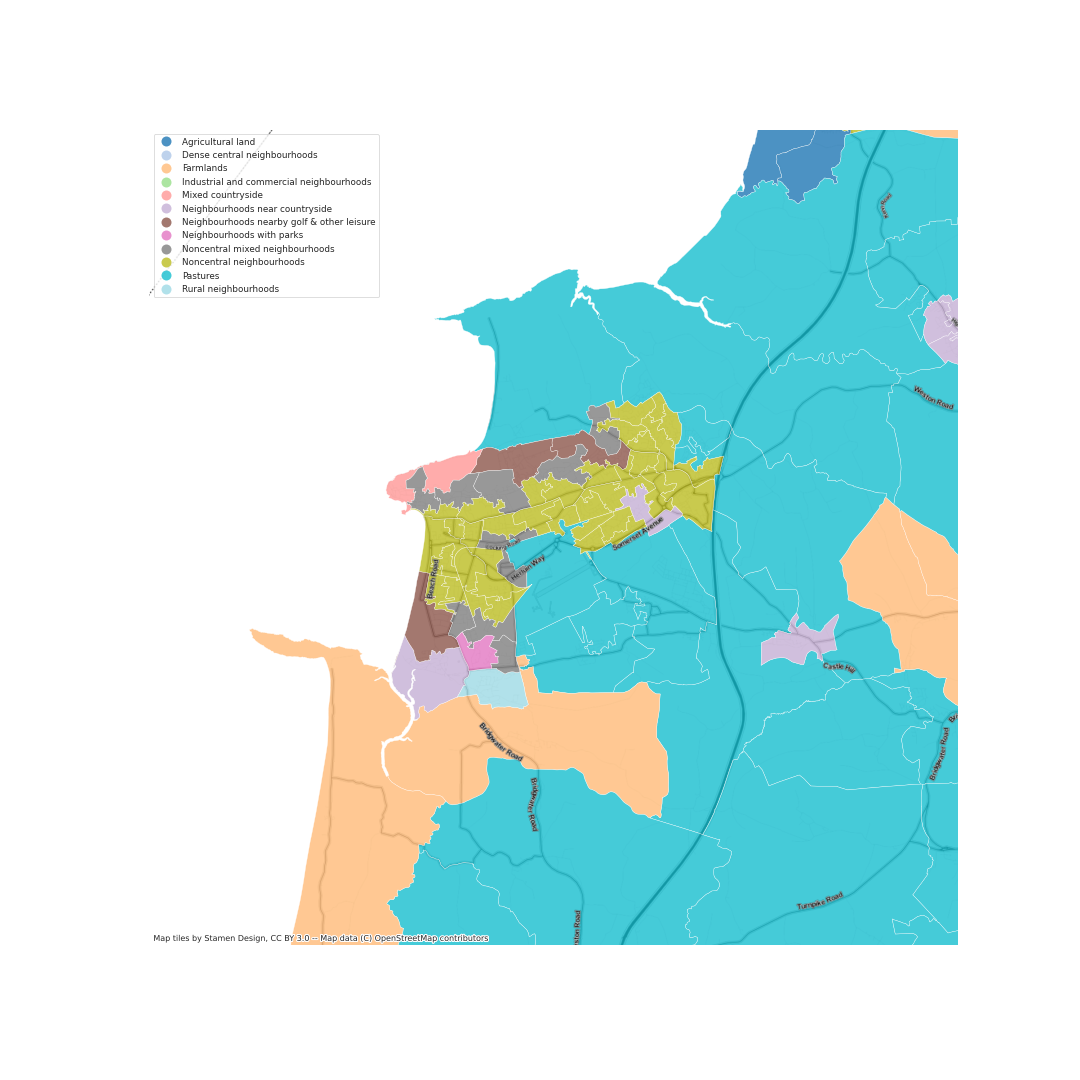 Agricultural land
Dense central neighbourhoods
Farmlands
Industrial and commercial neighbourhoods
Mixed countryside
Neighbourhoods near countryside
Neighbourhoods nearby golf & other leisure
Neighbourhoods with parks
Noncentral mixed neighbourhoods
Noncentral neighbourhoods
Pastures
Rural neighbourhoods
Weston Road
Somerset Avenue
Herluin Way
Beach Road
Castle Hill
Bridgwater Road
Bridgwater Road
Bridgwater Road
Turnpike Road
Map tiles by Stamen Design, CC BY 3.0 -- Map data (C) OpenStreetMap contributors